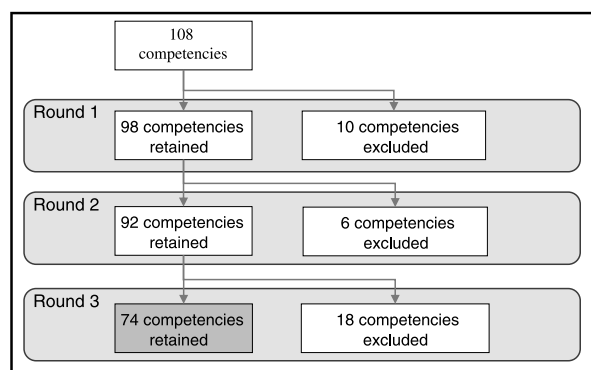 108
competencies
Round 1
98 competencies
retained
10 competencies
excluded
Round 2
92 competencies
retained
6 competencies
excluded
Round 3
74 competencies
retained
18 competencies
excluded